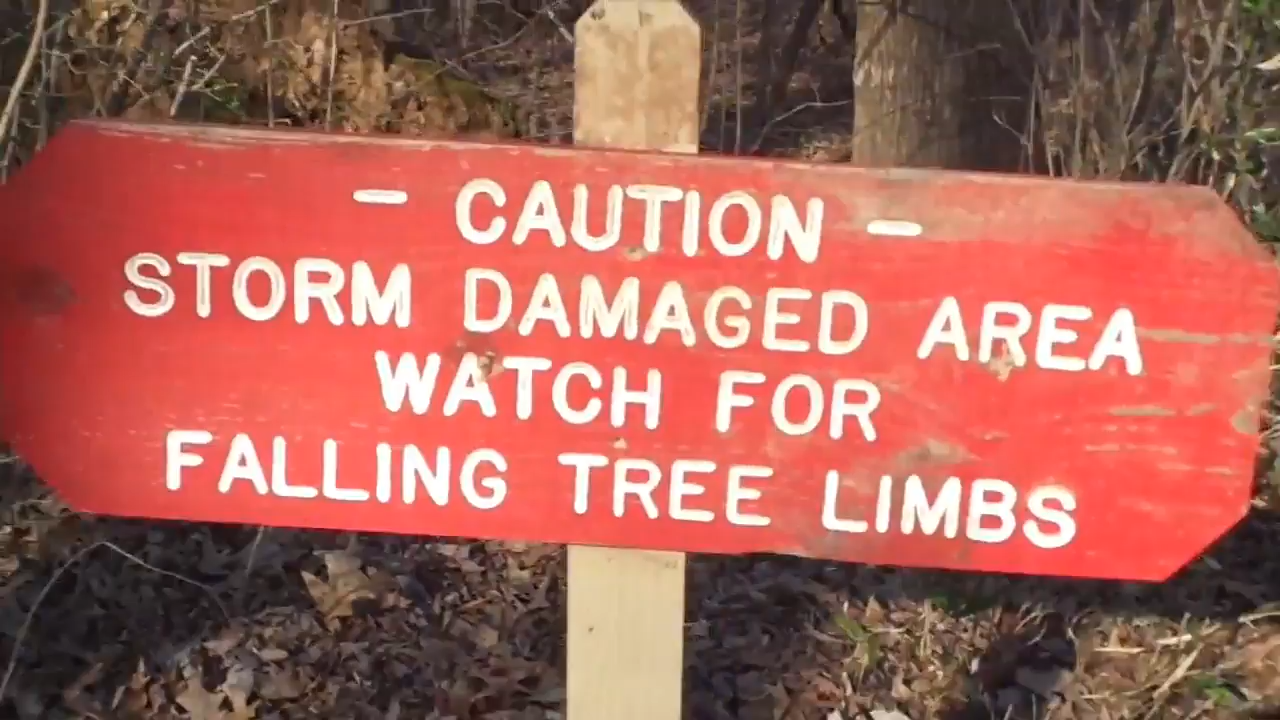 - CAUTION -
STORM DAMAGED AREA
WATCH FOR
FALLING TREE LIMBS